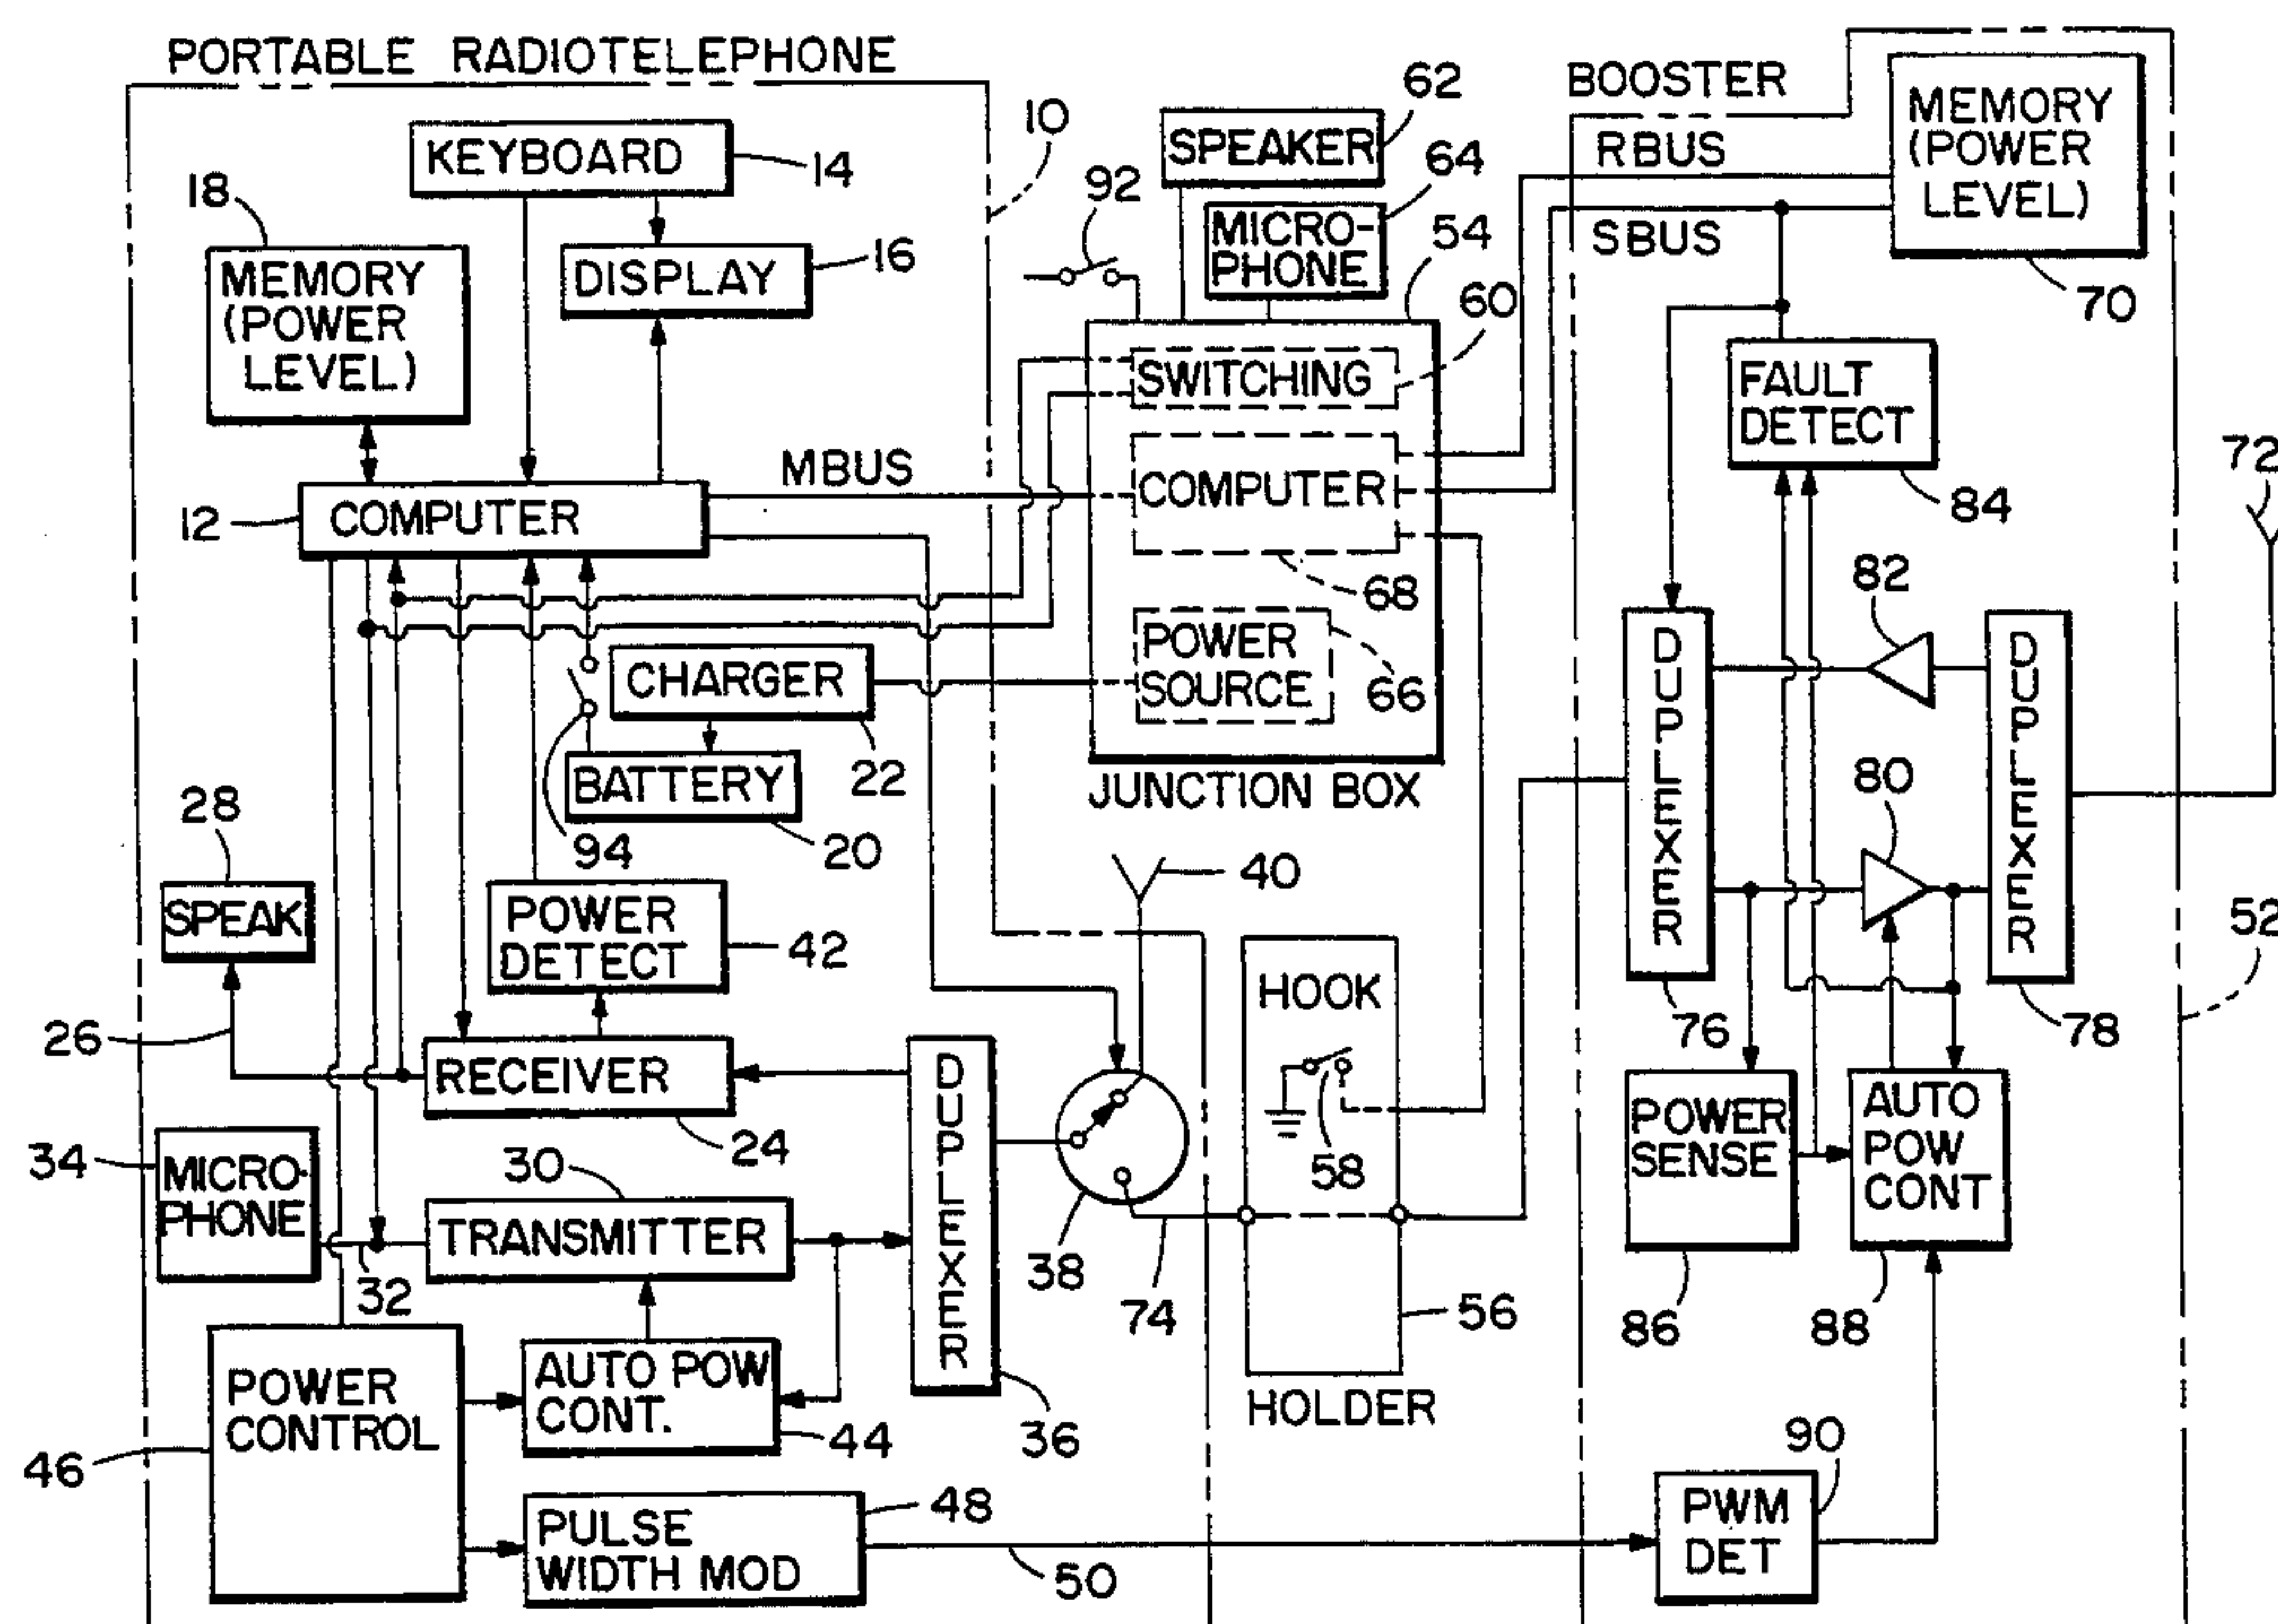 PORTABLE RADIOTELEPHONE
10
KEYBOARD
14
18
MEMORY
(POWER
LEVEL)
DISPLAY
16
12
COMPUTER
MBUS
CHARGER
22
BATTERY
20
94
28
SPEAK
26
POWER
DETECT
42
RECEIVER
24
34
MICRO-
PHONE
32
30
TRANSMITTER
DUPLEXER
36
38
40
74
POWER
CONTROL
46
AUTO POW
CONT.
44
PULSE
WIDTH MOD
48
50
92
SPEAKER
62
MICRO-
PHONE
64
54
60
SWITCHING
COMPUTER
68
POWER
SOURCE
66
JUNCTION BOX
HOOK
58
56
HOLDER
BOOSTER
RBUS
SBUS
MEMORY
(POWER
LEVEL)
70
FAULT
DETECT
84
72
82
DUPLEXER
76
80
DUPLEXER
78
52
POWER
SENSE
86
AUTO
POW
CONT
88
90
PWM
DET